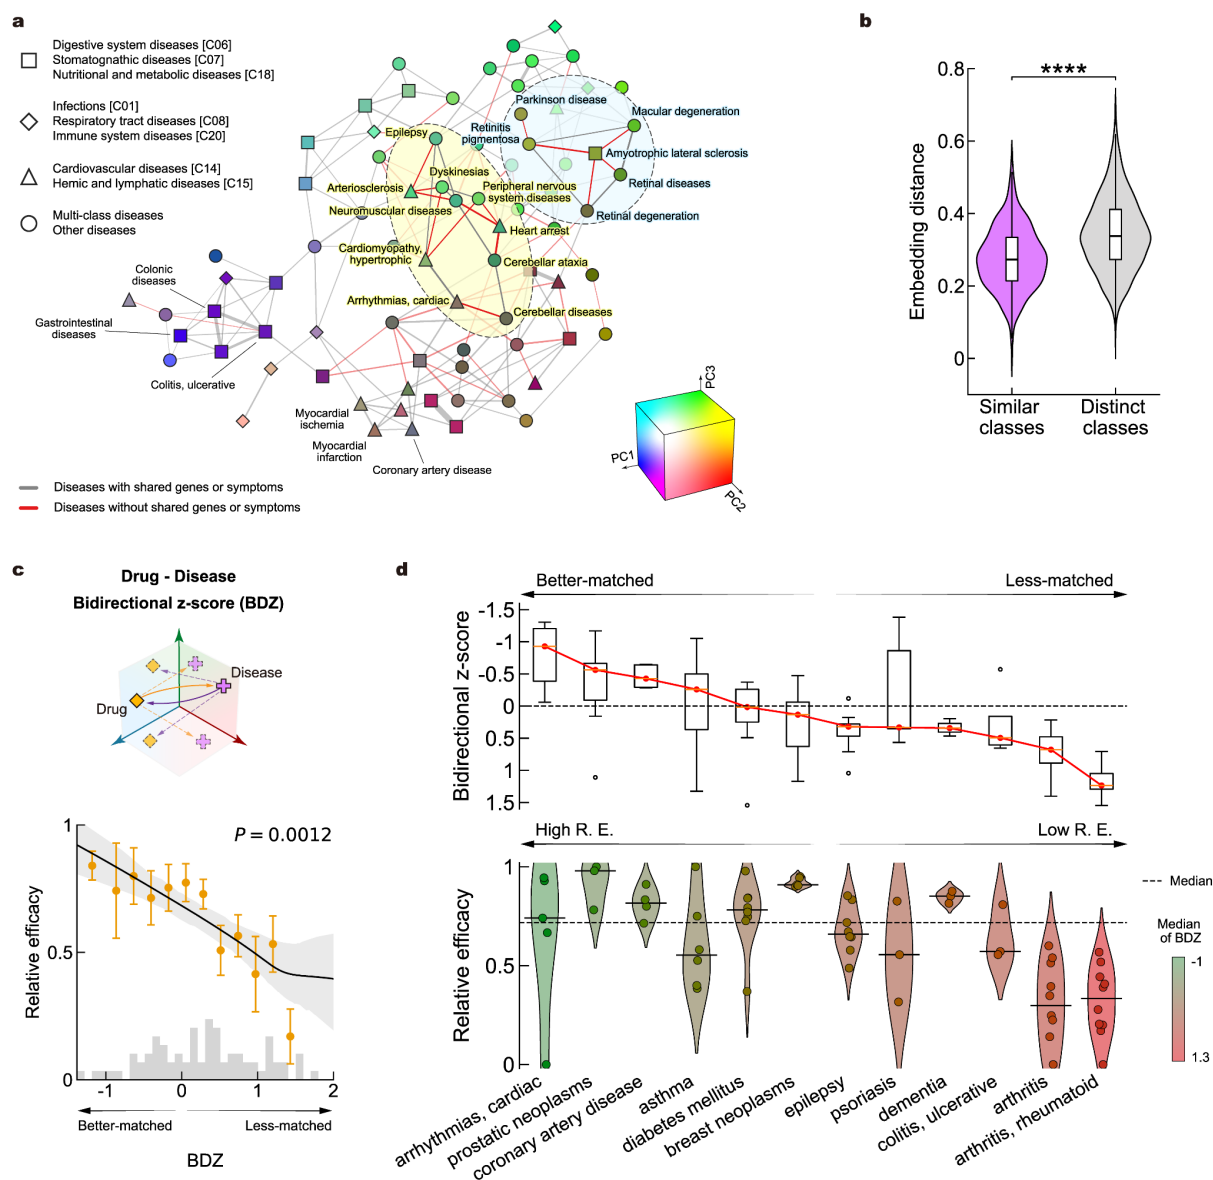 a
Digestive system diseases [C06]
Stomatognathic diseases [C07]
Nutritional and metabolic diseases [C18]
Infections [C01]
Respiratory tract diseases [C08]
Immune system diseases [C20]
Cardiovascular diseases [C14]
Hemic and lymphatic diseases [C15]
Multi-class diseases
Other diseases
Parkinson disease
Macular degeneration
Retinitis
pigmentosa
Amyotrophic lateral sclerosis
Retinal diseases
Retinal degeneration
Epilepsy
Dyskinesias
Arteriosclerosis
Peripheral nervous
system diseases
Neuromuscular diseases
Heart arrest
Cardiomyopathy,
hypertrophic
Cerebellar ataxia
Arrhythmias, cardiac
Cerebellar diseases
Colonic
diseases
Gastrointestinal
diseases
Colitis, ulcerative
Myocardial
ischemia
Myocardial
infarction
Coronary artery disease
PC3
PC1
PC2
Diseases with shared genes or symptoms
Diseases without shared genes or symptoms
b
****
Embedding distance
0.8
0.6
0.4
0.2
0
Similar
classes
Distinct
classes
c
Drug - Disease
Bidirectional z-score (BDZ)
Disease
Drug
P = 0.0012
Relative efficacy
1
0.5
0
-1
0
1
2
Better-matched
Less-matched
BDZ
d
Better-matched
Less-matched
Bidirectional z-score
-1.5
-1
-0.5
0
0.5
1
1.5
High R. E.
Low R. E.
Relative efficacy
1
0.5
0
Median
Median
of BDZ
-1
1.3
arrhythmias, cardiac
prostatic neoplasms
coronary artery disease
asthma
diabetes mellitus
breast neoplasms
epilepsy
psoriasis
dementia
colitis, ulcerative
arthritis
arthritis, rheumatoid